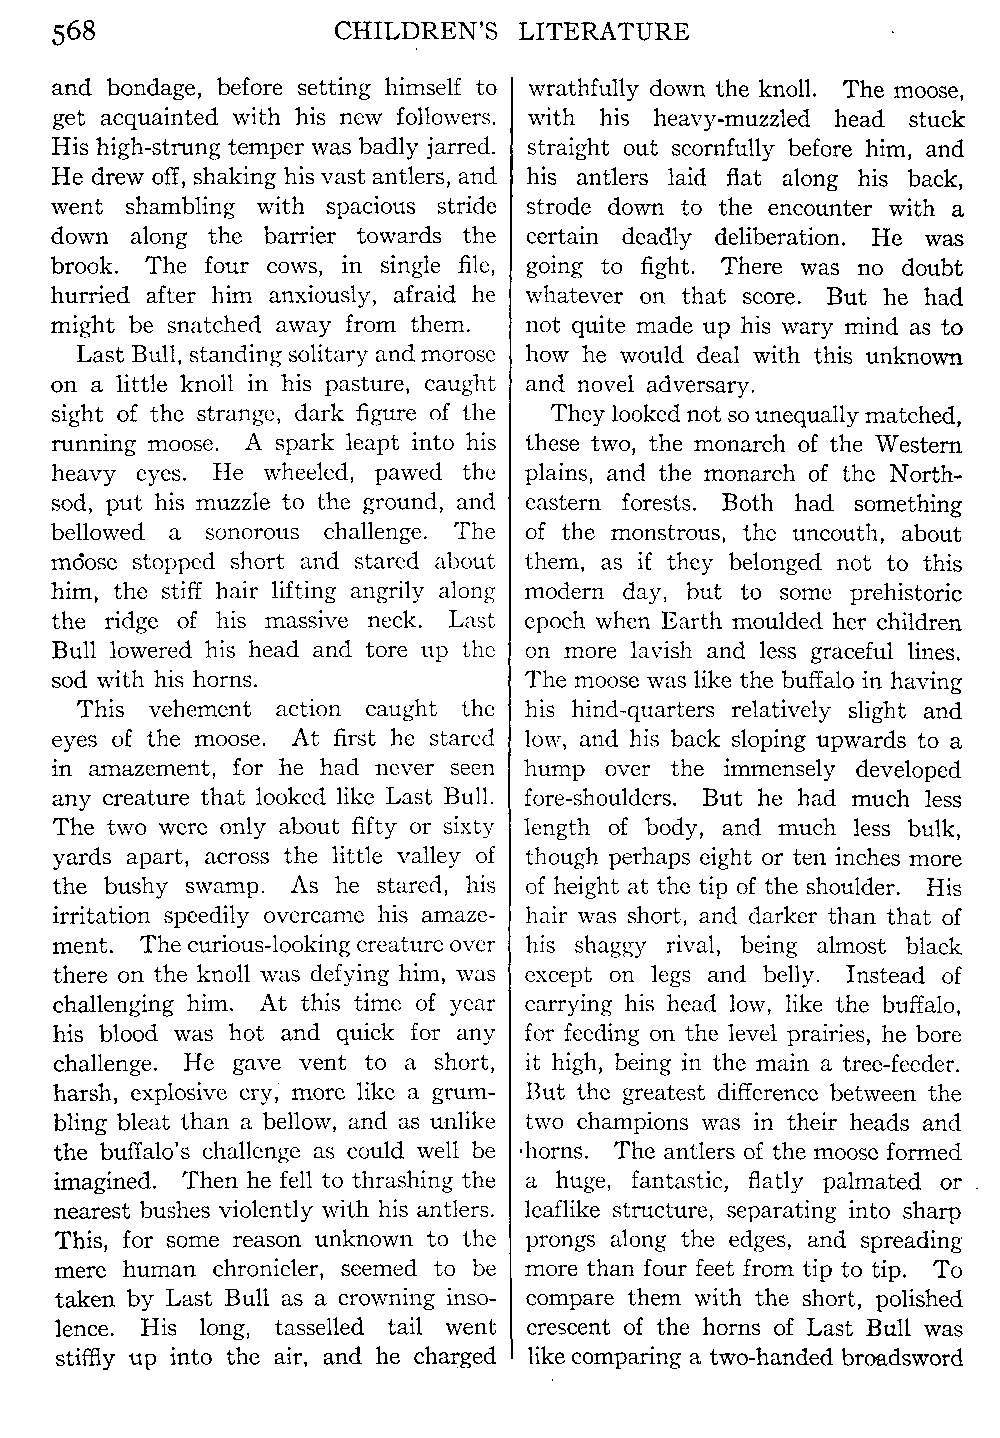 568 CHILDREN'S LITERATURE
and bondage, before setting himself to
get acquainted with his new followers.
His high-strung temper was badly jarred.
He drew off, shaking his vast antlers, and
went shambling with spacious stride
down along the barrier towards the
brook. The four cows, in single file,
hurried after him anxiously, afraid he
might be snatched away from them.
Last Bull, standing solitary and morose
on a little knoll in his pasture, caught
sight of the strange, dark figure of the
running moose. A spark leapt into his
heavy eyes. He wheeled, pawed the
sod, put his muzzle to the ground, and
bellowed a sonorous challenge. The
moose stopped short and stared about
him, the stiff hair lifting angrily along
the ridge of his massive neck. Last
Bull lowered his head and tore up the
sod with his horns.
This vehement action caught the
eyes of the moose. At first he stared
in amazement, for he had never seen
any creature that looked like Last Bull.
The two were only about fifty or sixty
yards apart, across the little valley of
the bushy swamp. As he stared, his
irritation speedily overcame his amaze-
ment. The curious-looking creature over
there on the knoll was defying him, was
challenging him. At this time of year
his blood was hot and quick for any
challenge. He gave vent to a short,
harsh, explosive cry, more like a grum-
bling bleat than a bellow, and as unlike
the buffalo's challenge as could well be
imagined. Then he fell to thrashing the
nearest bushes violently with his antlers.
This, for some reason unknown to the
mere human chronicler, seemed to be
taken by Last Bull as a crowning inso-
lence. His long, tasselled tail went
stiffly up into the air, and he charged
wrathfully down the knoll. The moose,
with his heavy-muzzled head stuck
straight out scornfully before him, and
his antlers laid flat along his back,
strode down to the encounter with a
certain deadly deliberation. He was
going to fight. There was no doubt
whatever on that score. But he had
not quite made up his wary mind as to
how he would deal with this unknown
and novel adversary.
They looked not so unequally matched,
these two, the monarch of the Western
plains, and the monarch of the North-
eastern forests. Both had something
of the monstrous, the uncouth, about
them, as if they belonged not to this
modern day, but to some prehistoric
epoch when Earth moulded her children
on more lavish and less graceful lines.
The moose was like the buffalo in having
his hind-quarters relatively slight and
low, and his back sloping upwards to a
hump over the immensely developed
fore-shoulders. But he had much less
length of body, and much less bulk,
though perhaps eight or ten inches more
of height at the tip of the shoulder. His
hair was short, and darker than that of
his shaggy rival, being almost black
except on legs and belly. Instead of
carrying his head low, like the buffalo,
for feeding on the level prairies, he bore
it high, being in the main a tree-feeder.
But the greatest difference between the
two champions was in their heads and
horns. The antlers of the moose formed
a huge, fantastic, flatly palmated or
leaflike structure, separating into sharp
prongs along the edges, and spreading
more than four feet from tip to tip. To
compare them with the short, polished
crescent of the horns of Last Bull was
like comparing a two-handed broadsword